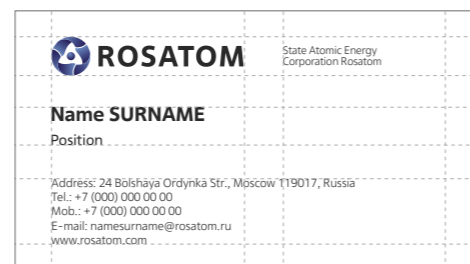 ROSATOM
State Atomic Energy
Corporation Rosatom
Name SURNAME
Position
Address: 24 Bolshaya Ordynka Str., Moscow 119017, Russia
Tel.: +7 (000) 000 00 00
Mob.: +7 (000) 000 00 00
E-mail: namesurname@rosatom.ru
www.rosatom.com